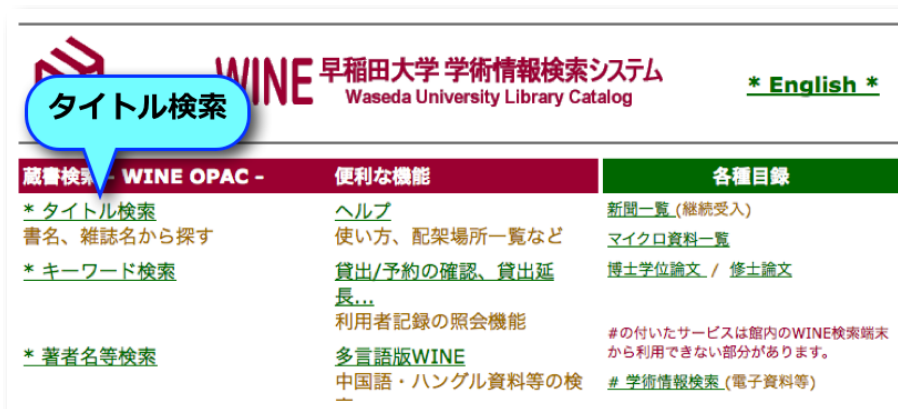 WINE 早稲田大学 学術情報検索システム
Waseda University Library Catalog
* English *
タイトル検索
蔵書検索 - WINE OPAC -
* タイトル検索
書名、雑誌名から探す
* キーワード検索
* 著者名等検索
便利な機能
ヘルプ
使い方、配架場所一覧など
貸出/予約の確認、貸出延
長...
利用者記録の照会機能
多言語版WINE
中国語・ハングル資料等の検
各種目録
新聞一覧 (継続受入)
マイクロ資料一覧
博士学位論文 / 修士論文
#の付いたサービスは館内のWINE検索端末
から利用できない部分があります。
# 学術情報検索 (電子資料等)